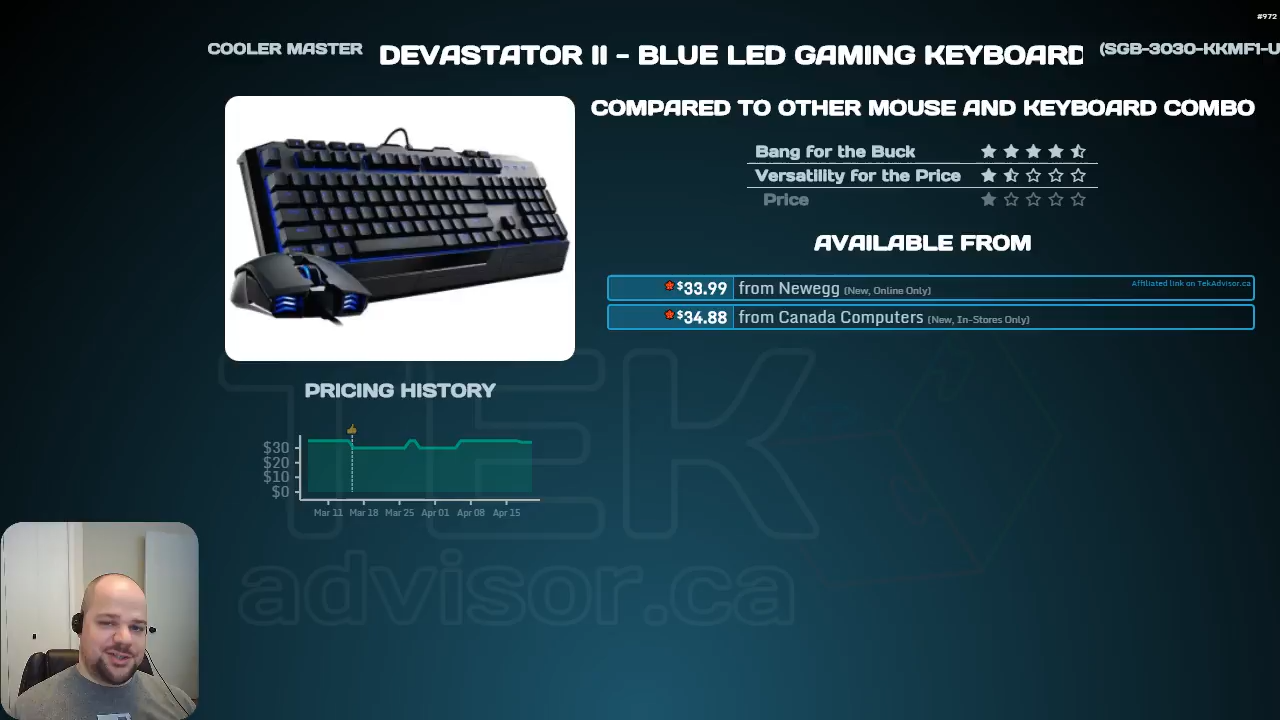 #972
COOLER MASTER DEVASTATOR II - BLUE LED GAMING KEYBOARD (SGB-3030-KKMF1-U
COMPARED TO OTHER MOUSE AND KEYBOARD COMBO
Bang for the Buck
Versatility for the Price
Price
AVAILABLE FROM
$33.99 from Newegg (New, Online Only) Affiliated link on TekAdvisor.ca
$34.88 from Canada Computers (New, In-Stores Only)
PRICING HISTORY
$30
$20
$10
$0
Mar 11 Mar 18 Mar 25 Apr 01 Apr 08 Apr 15
TEK
advisor.ca